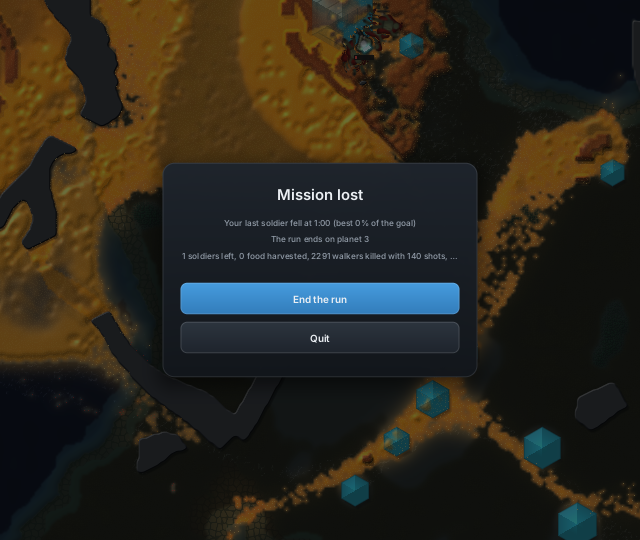 Mission lost
Your last soldier fell at 1:00 (best 0% of the goal)
The run ends on planet 3
1 soldiers left, 0 food harvested, 2291 walkers killed with 140 shots, ...
End the run
Quit